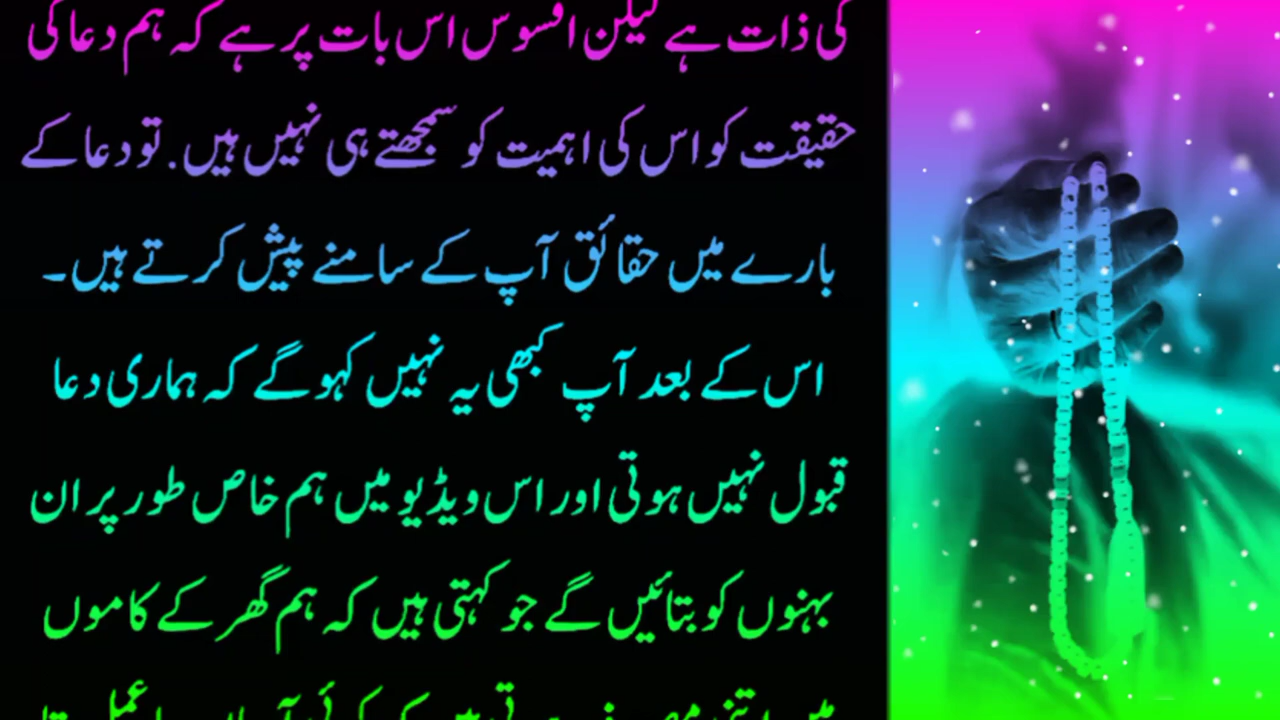 کی ذات ہے لیکن افسوس اس بات پر ہے کہ ہم دعا کی
حقیقت کو اس کی اہمیت کو سمجھتے ہی نہیں ہیں. تو دعا کے
بارے میں حقائق آپ کے سامنے پیش کرتے ہیں۔
اس کے بعد آپ کبھی یہ نہیں کہو گے کہ ہماری دعا
قبول نہیں ہوتی اور اس ویڈیو میں ہم خاص طور پر ان
بہنوں کو بتائیں گے جو کہتی ہیں کہ ہم گھر کے کاموں
میں اتنی